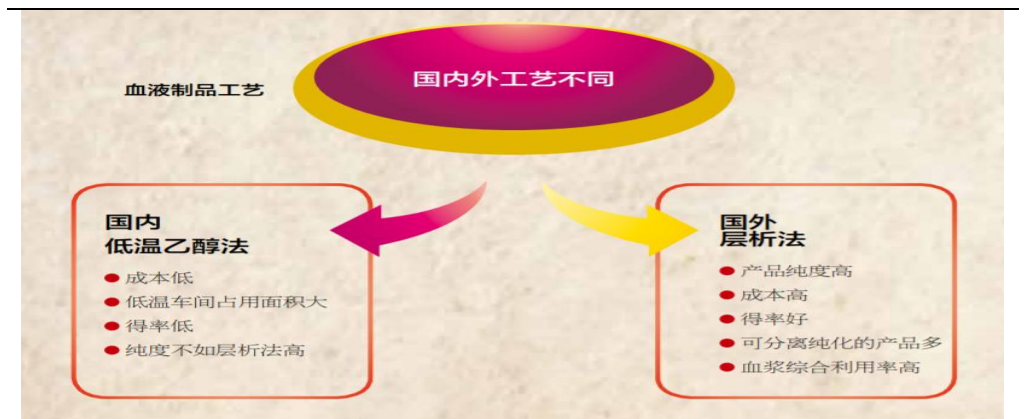 国内外工艺不同
血液制品工艺
国内
低温乙醇法
成本低
低温车间占用面积大
得率低
纯度不如层析法高
国外
层析法
产品纯度高
成本高
得率好
可分离纯化的产品多
血浆综合利用率高